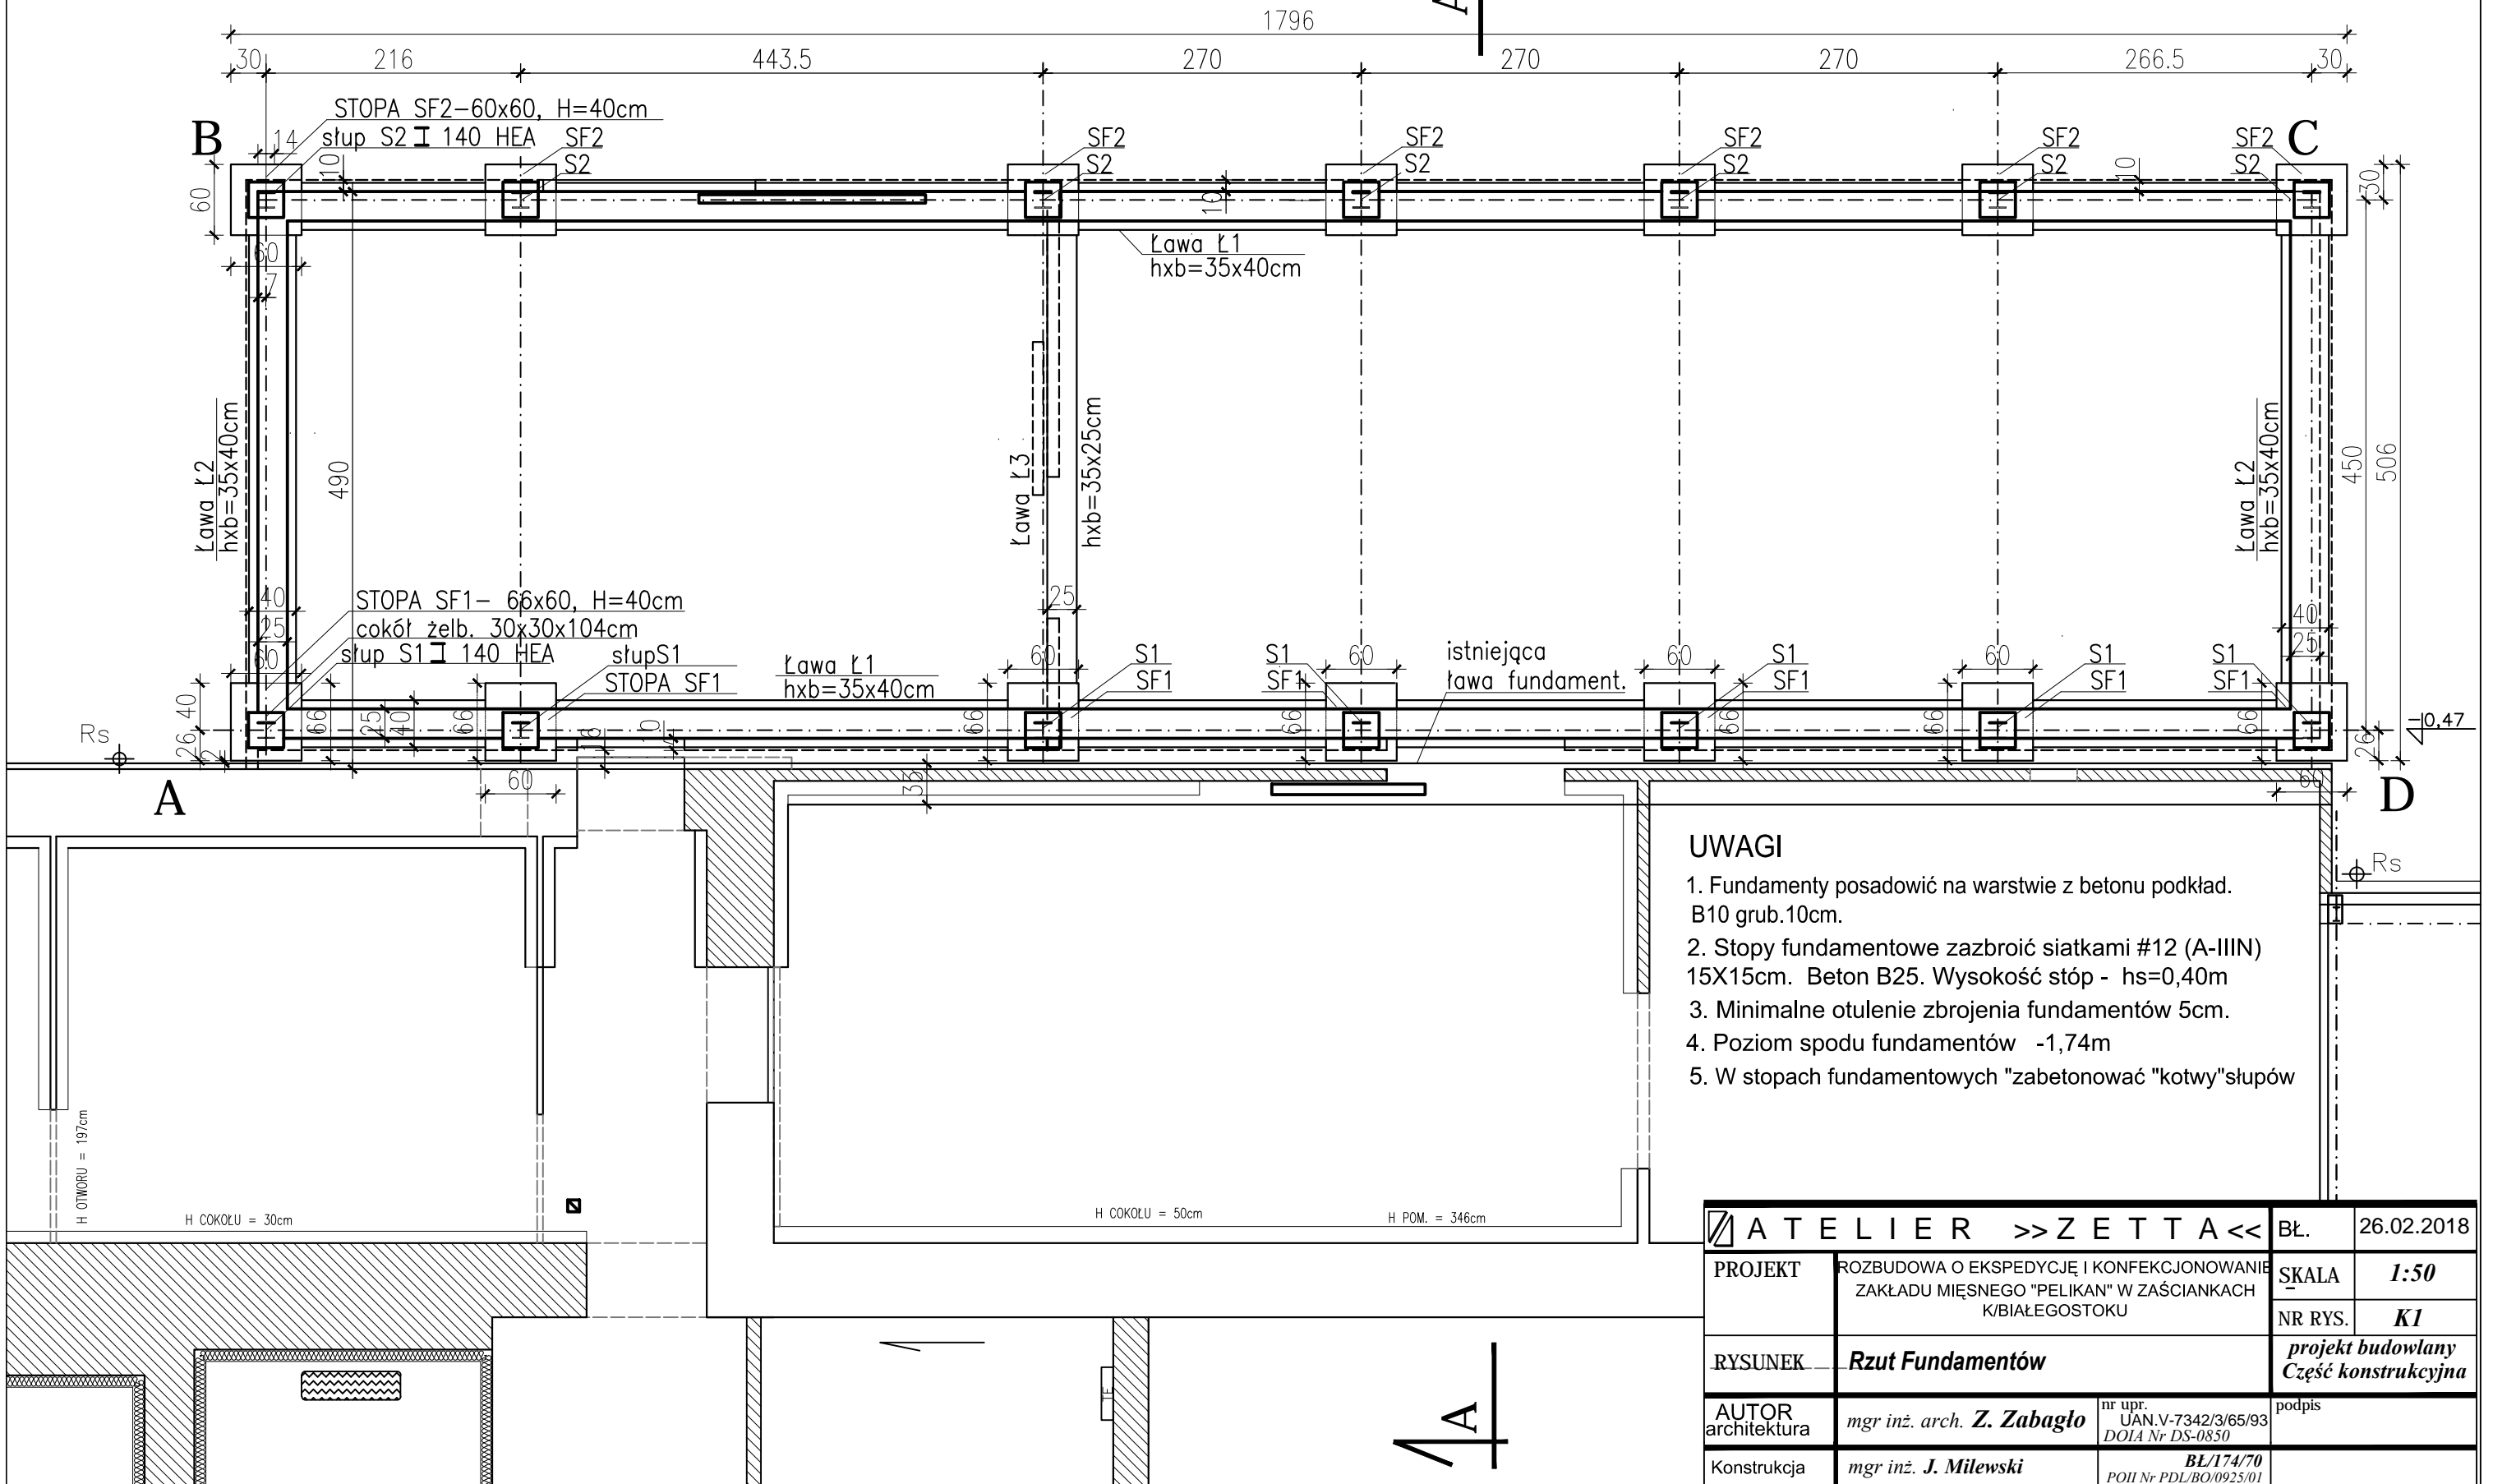 A
1796
30 216 443.5 270 270 270 266.5 30
STOPA SF2-60x60, H=40cm
słup S2 140 HEA
B
14
10
60
60
7
SF2
S2
SF2
S2
SF2
S2
SF2
S2
SF2
S2
SF2
S2
C
10
10
30
Ława Ł1
hxb=35x40cm
Ława Ł2
hxb=35x40cm
490
Ława Ł3
hxb=35x25cm
Ława Ł2
hxb=35x40cm
450
506
40
25
60
STOPA SF1- 66x60, H=40cm
cokół żelb. 30x30x104cm
słup S1 140 HEA
słupS1
STOPA SF1
Ława Ł1
hxb=35x40cm
25
60
S1
SF1
S1
SF1
60
istniejąca
ława fundament.
60
S1
SF1
60
S1
SF1
S1
SF1
40
25
40
26
66
25
40
66
16
66
66
66
66
66
26
-0,47
Rs
A
60
35
60
D
Rs
UWAGI
1. Fundamenty posadowić na warstwie z betonu podkład.
B10 grub.10cm.
2. Stopy fundamentowe zazbroić siatkami #12 (A-IIIN)
15X15cm. Beton B25. Wysokość stóp - hs=0,40m
3. Minimalne otulenie zbrojenia fundamentów 5cm.
4. Poziom spodu fundamentów -1,74m
5. W stopach fundamentowych "zabetonować "kotwy"słupów
H OTWORU = 197cm
H COKOŁU = 30cm
H COKOŁU = 50cm
H POM. = 346cm
TE
A
ATELIER >>ZETTA<<
BŁ.
26.02.2018
PROJEKT
ROZBUDOWA O EKSPEDYCJĘ I KONFEKCJONOWANIE
ZAKŁADU MIĘSNEGO "PELIKAN" W ZAŚCIANKACH
K/BIAŁEGOSTOKU
SKALA
1:50
NR RYS.
K1
RYSUNEK
Rzut Fundamentów
projekt budowlany
Część konstrukcyjna
AUTOR
architektura
mgr inż. arch. Z. Zabagło
nr upr.
UAN.V-7342/3/65/93
DOIA Nr DS-0850
podpis
Konstrukcja
mgr inż. J. Milewski
BŁ/174/70
POII Nr PDL/BO/0925/01